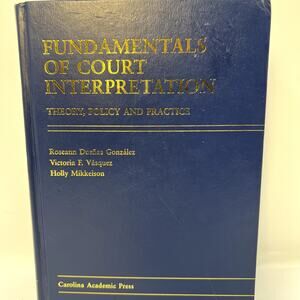 FUNDAMENTALS
OF COURT
INTERPRETATION
THEORY, POLICY AND PRACTICE
Roseann Dueñas González
Victoria F. Vásquez
Holly Mikkelson
Carolina Academic Press